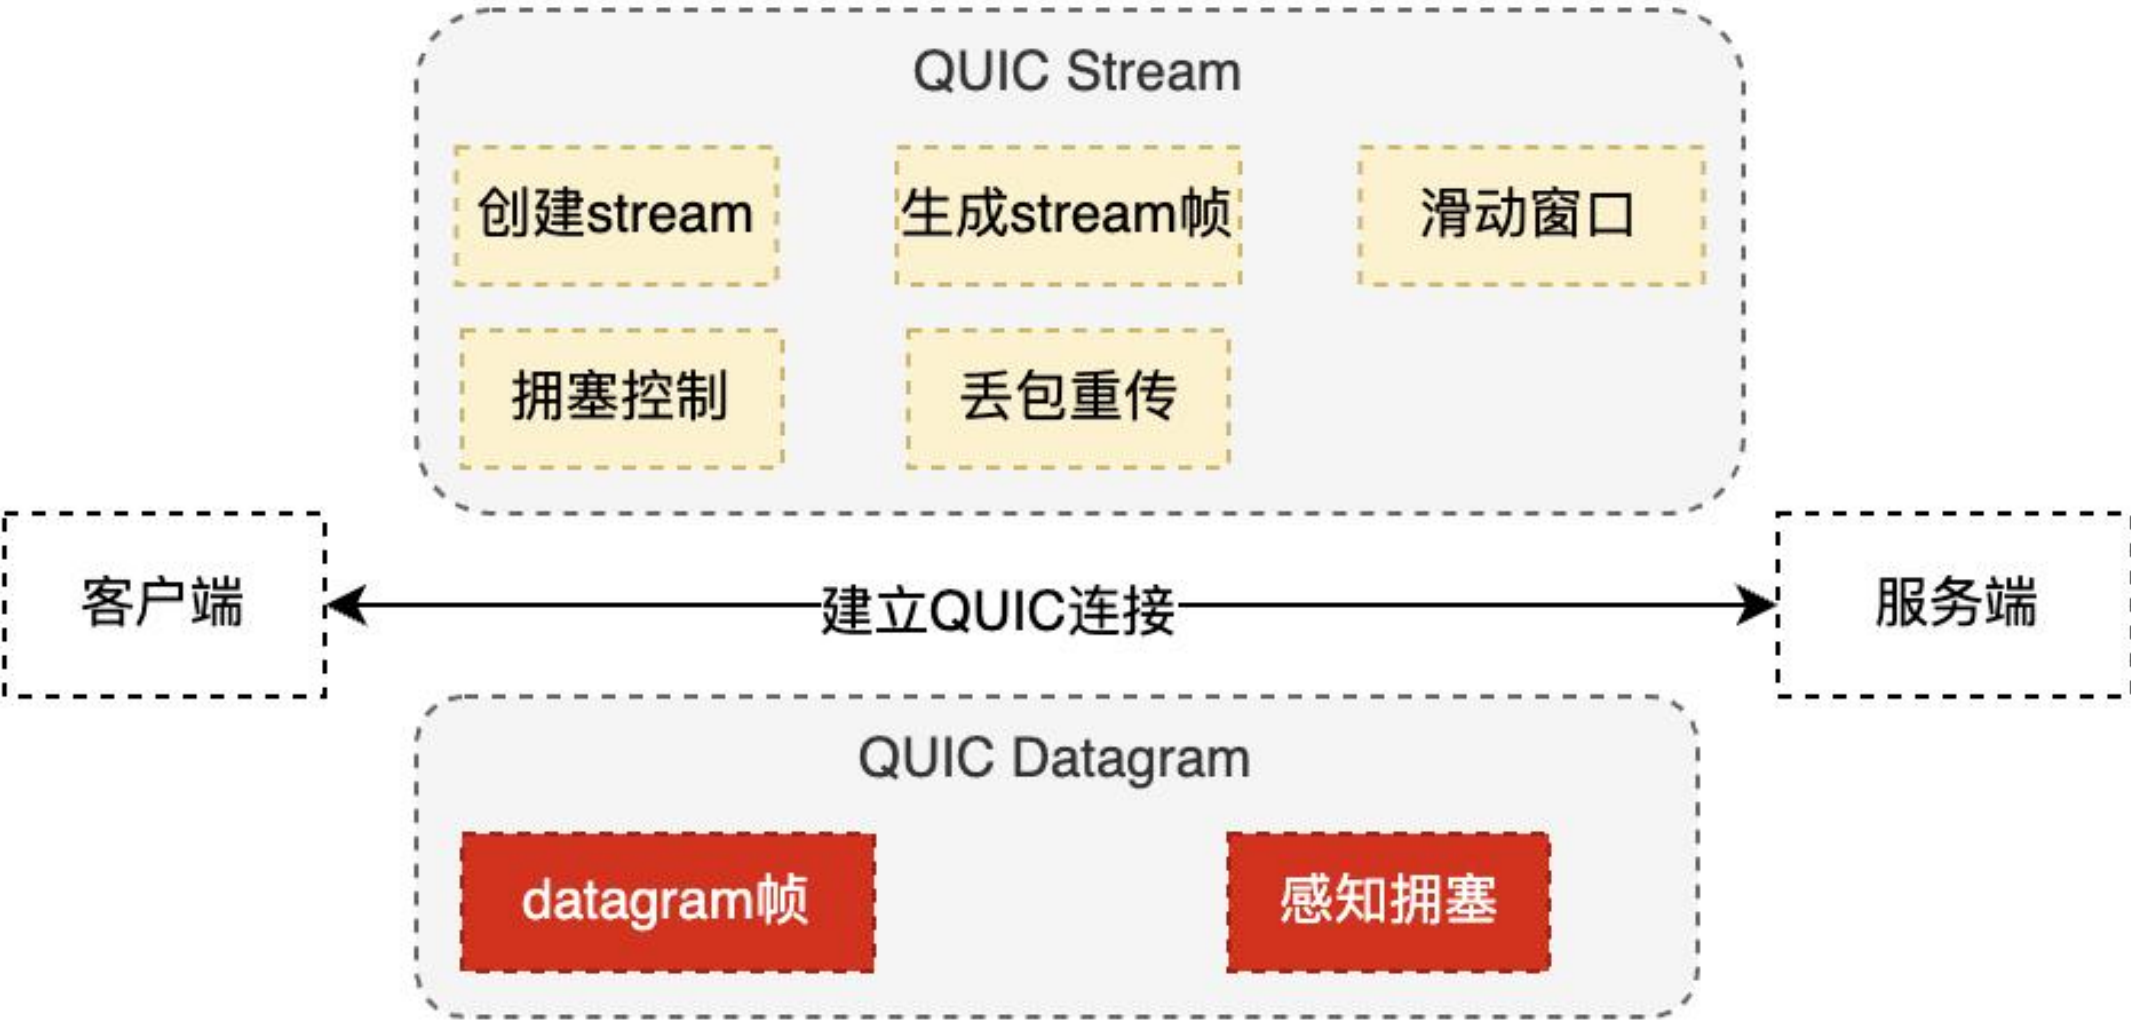 QUIC Stream
创建stream
生成stream帧
滑动窗口
拥塞控制
丢包重传
客户端
建立QUIC连接
服务端
QUIC Datagram
datagram帧
感知拥塞